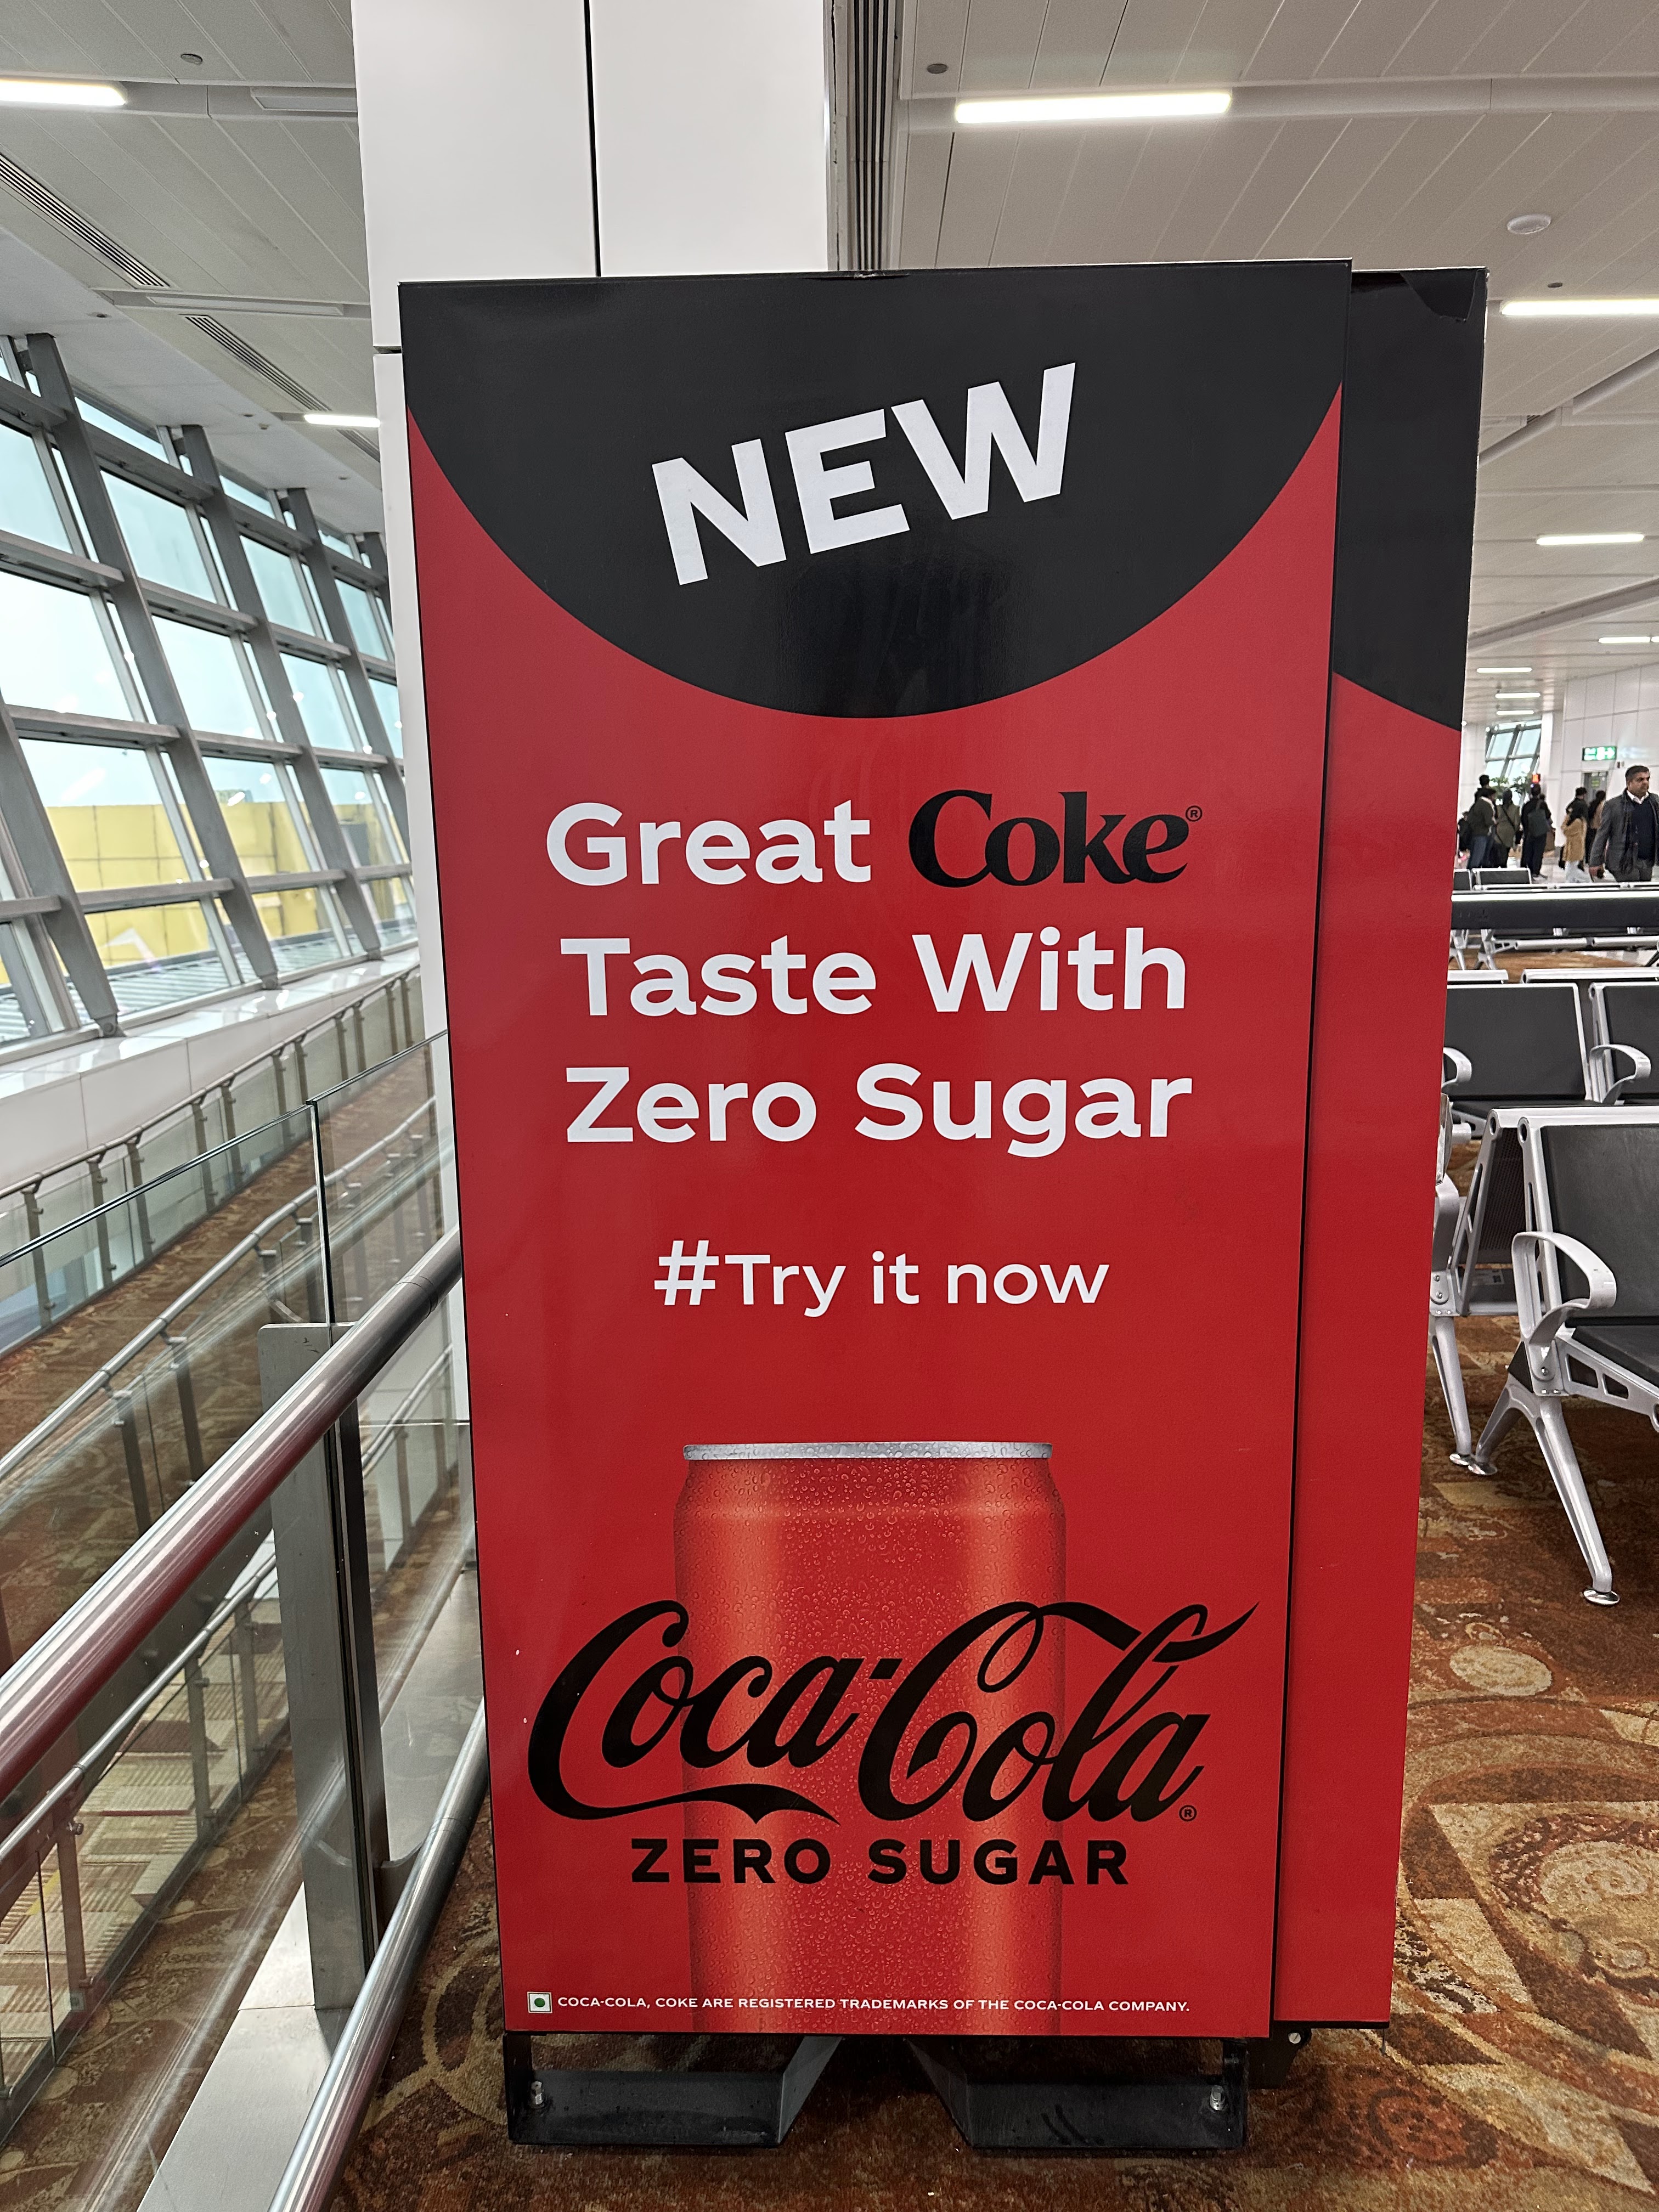 NEW
Great Coke®
Taste With
Zero Sugar
#Try it now
Coca-Cola®
ZERO SUGAR
COCA-COLA, COKE ARE REGISTERED TRADEMARKS OF THE COCA-COLA COMPANY.